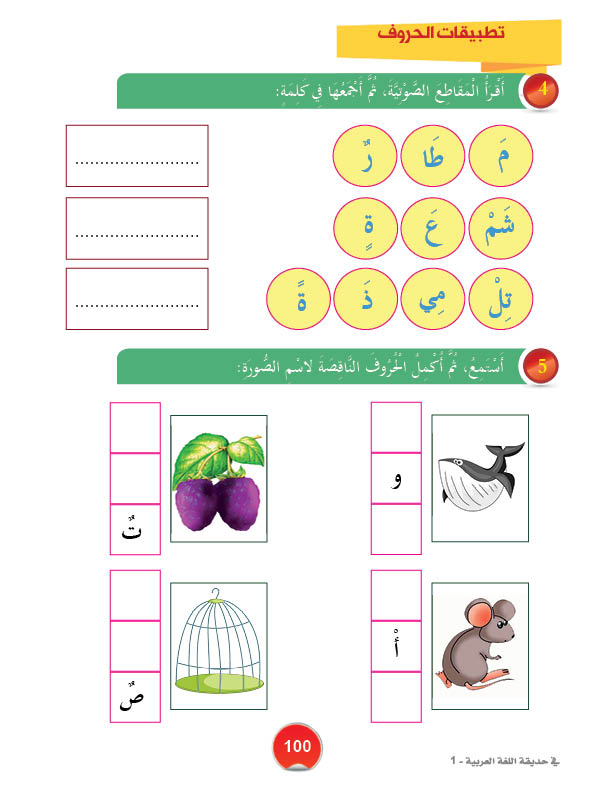 تطبيقات الحروف
4 أَقْرَأُ الْمَقَاطِعَ الصَّوْتِيَّةَ، ثُمَّ أَجْمَعُهَا فِي كَلِمَةٍ:
مَ طَا رٌ ........................
شَمْ عَ ةٍ ........................
تِلْ مِي ذَ ةً ........................
5 أَسْتَمِعُ، ثُمَّ أُكْمِلُ الْحُرُوفَ النَّاقِصَةَ لاسْمِ الصُّورَةِ:
و
تٌ
أْ
صٌ
100
في حديقة اللغة العربية - 1